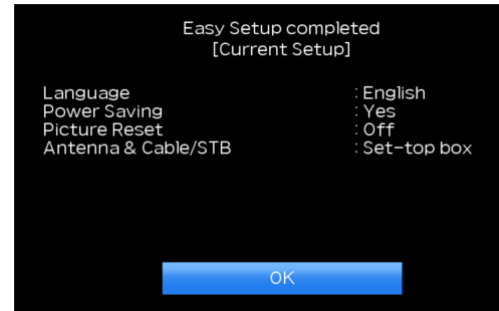 Easy Setup completed
[Current Setup]
Language : English
Power Saving : Yes
Picture Reset : Off
Antenna & Cable/STB : Set-top box
OK